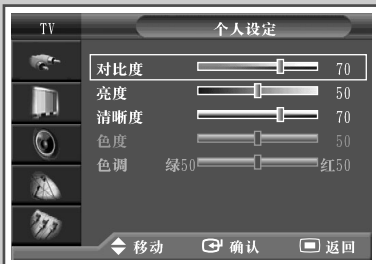 TV 个人设定
对比度 70
亮度 50
清晰度 70
色度 50
色调 绿50 红50
移动 确认 返回